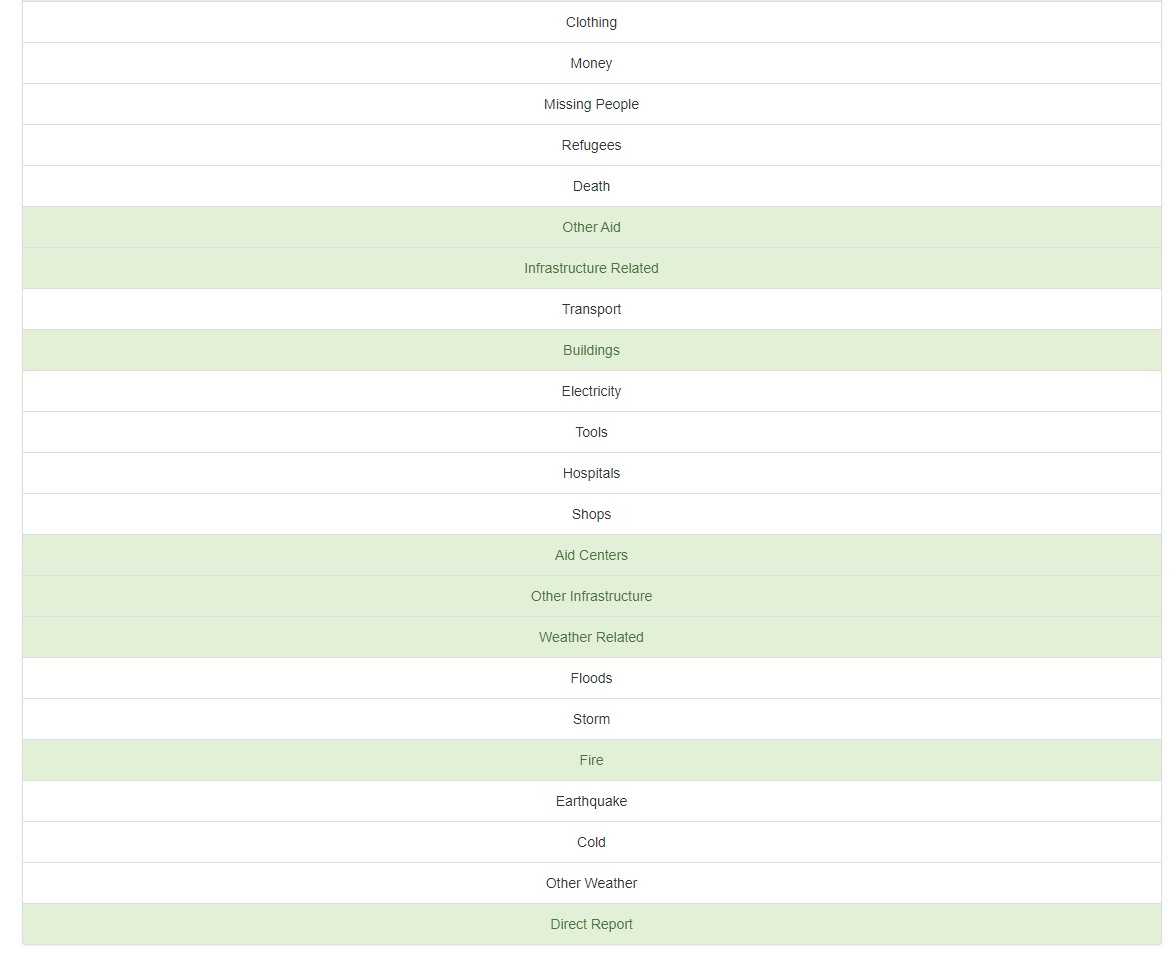 Clothing
Money
Missing People
Refugees
Death
Other Aid
Infrastructure Related
Transport
Buildings
Electricity
Tools
Hospitals
Shops
Aid Centers
Other Infrastructure
Weather Related
Floods
Storm
Fire
Earthquake
Cold
Other Weather
Direct Report